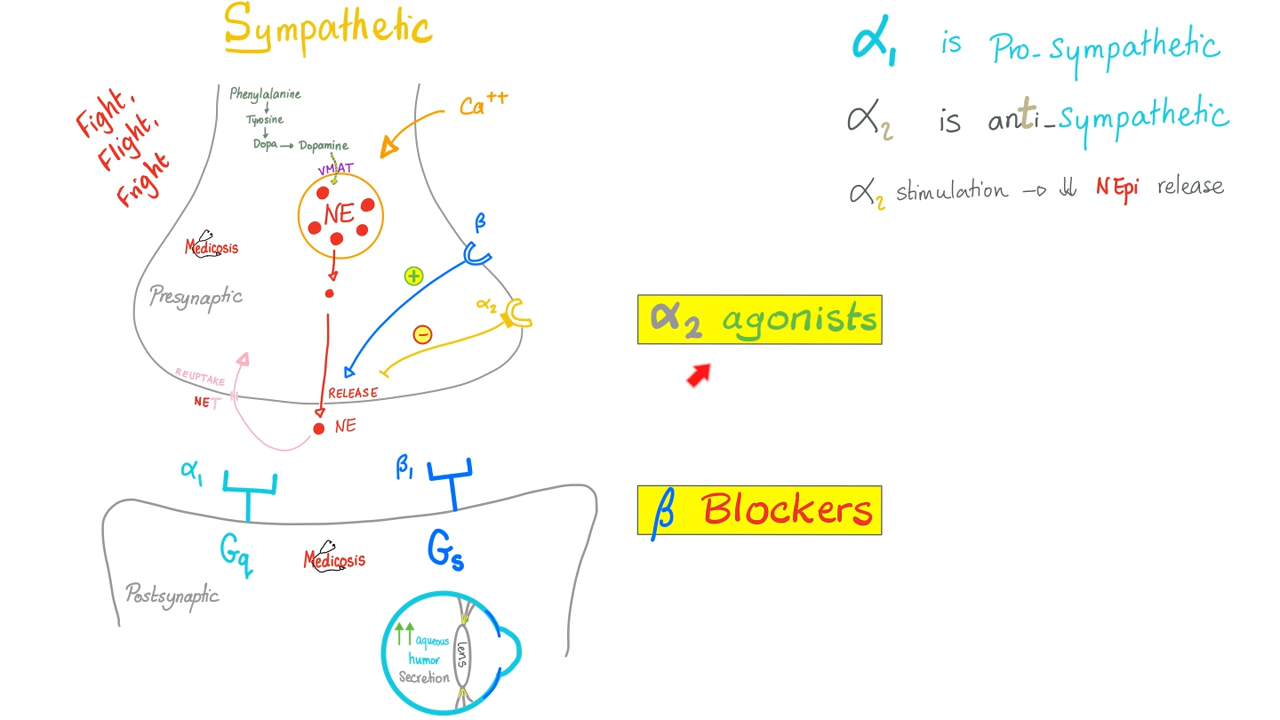 Sympathetic
Fight,
Flight,
Fright
Phenylalanine
Tyrosine
Dopa → Dopamine
VMAT
NE
Ca++
Medicosis
Presynaptic
β
+
α2
−
REUPTAKE
NET
RELEASE
NE
α1
β1
Gq
Gs
Medicosis
Postsynaptic
↑↑ aqueous
humor
Secretion
Lens
α1 is Pro-Sympathetic
α2 is anti-Sympathetic
α2 stimulation → ↓↓ NEpi release
α2 agonists
β Blockers